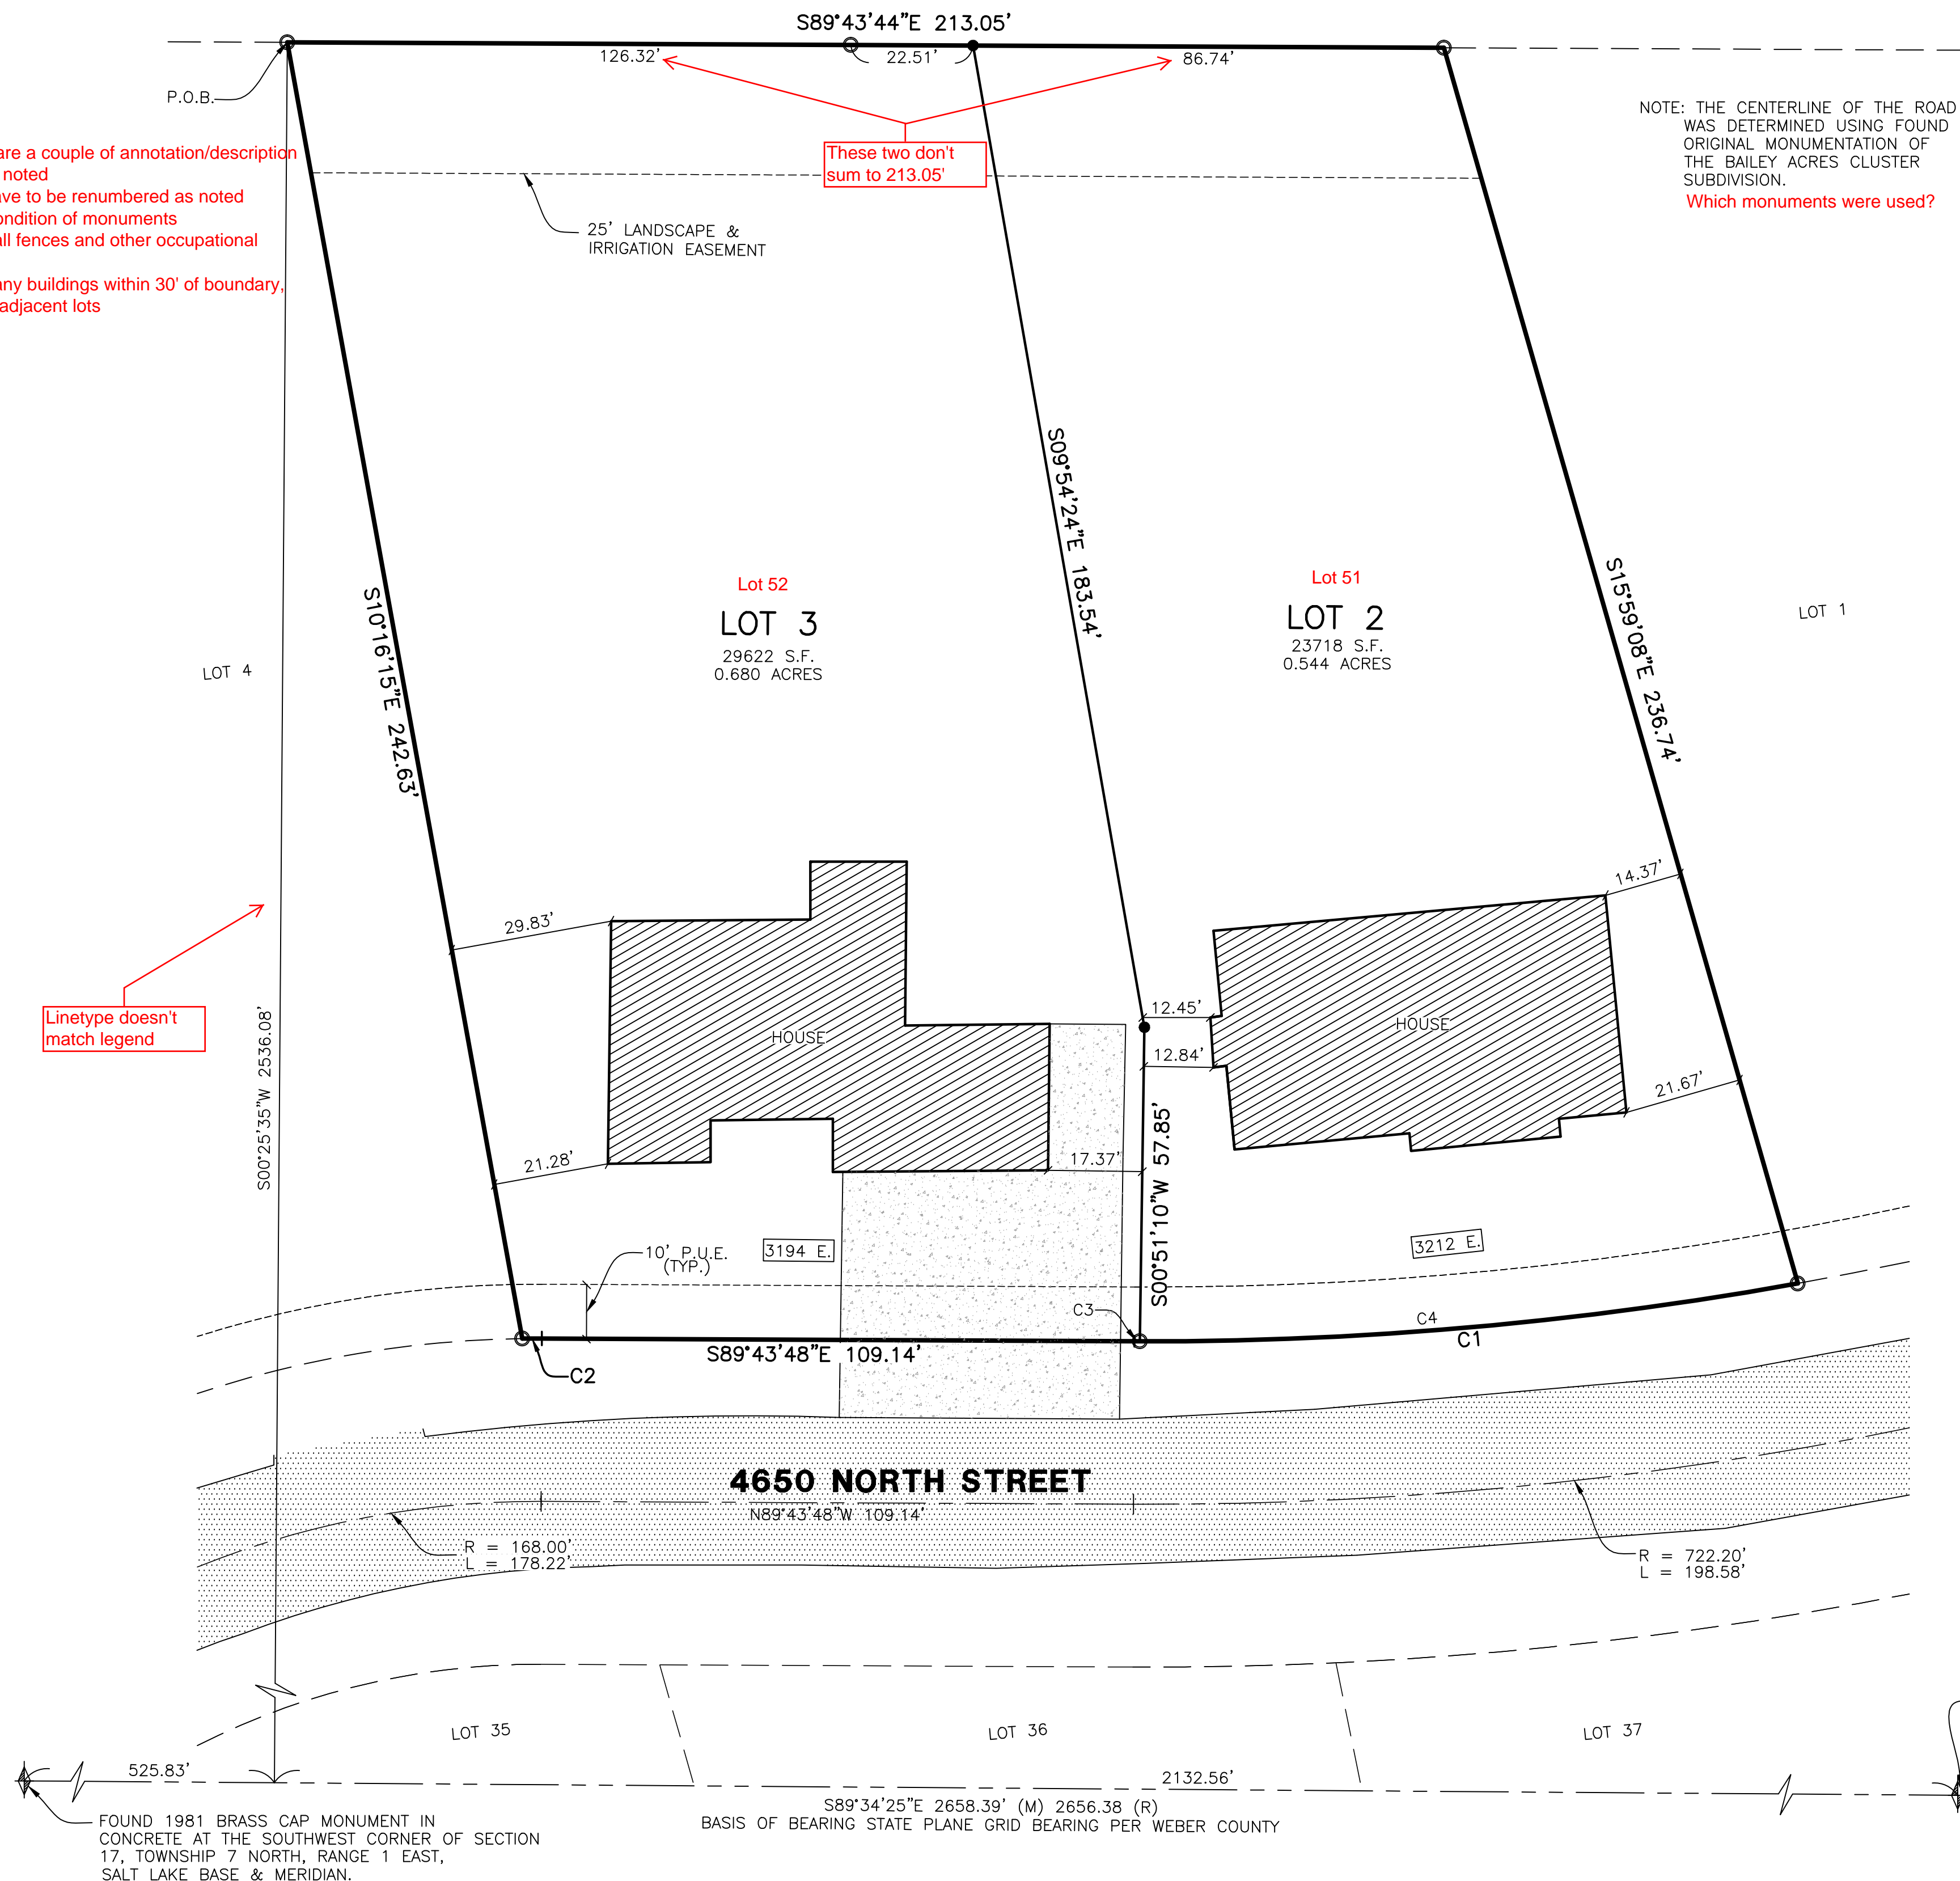 S89°43'44"E 213.05'
126.32'
22.51'
86.74'
P.O.B.
NOTE: THE CENTERLINE OF THE ROAD
WAS DETERMINED USING FOUND
ORIGINAL MONUMENTATION OF
THE BAILEY ACRES CLUSTER
SUBDIVISION.
Which monuments were used?
These two don't
sum to 213.05'
are a couple of annotation/description
noted
ave to be renumbered as noted
ondition of monuments
all fences and other occupational
any buildings within 30' of boundary,
adjacent lots
25' LANDSCAPE &
IRRIGATION EASEMENT
S09°54'24"E 183.54'
S10°16'15"E 242.63'
S15°59'08"E 236.74'
Lot 52
LOT 3
29622 S.F.
0.680 ACRES
Lot 51
LOT 2
23718 S.F.
0.544 ACRES
LOT 1
LOT 4
14.37'
29.83'
12.45'
HOUSE
HOUSE
12.84'
21.67'
Linetype doesn't
match legend
S00°25'35"W 2536.08'
21.28'
17.37'
S00°51'10"W 57.85'
10' P.U.E.
(TYP.)
3194 E.
3212 E.
C3
C4
C1
S89°43'48"E 109.14'
C2
4650 NORTH STREET
N89°43'48"W 109.14'
R = 168.00'
L = 178.22'
R = 722.20'
L = 198.58'
LOT 35
LOT 36
LOT 37
525.83'
2132.56'
S89°34'25"E 2658.39' (M) 2656.38 (R)
BASIS OF BEARING STATE PLANE GRID BEARING PER WEBER COUNTY
FOUND 1981 BRASS CAP MONUMENT IN
CONCRETE AT THE SOUTHWEST CORNER OF SECTION
17, TOWNSHIP 7 NORTH, RANGE 1 EAST,
SALT LAKE BASE & MERIDIAN.